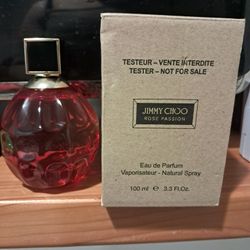 TESTEUR – VENTE INTERDITE
TESTER – NOT FOR SALE
JIMMY CHOO
ROSE PASSION
Eau de Parfum
Vaporisateur - Natural Spray
100 ml e 3.3 Fl.Oz.